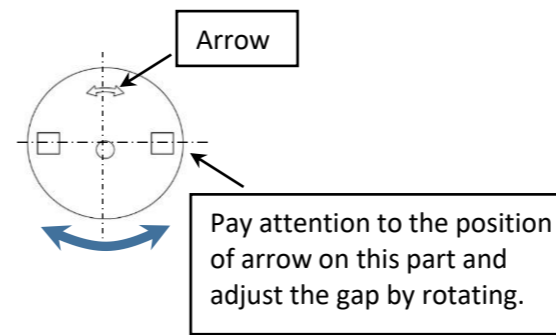 Arrow
Pay attention to the position
of arrow on this part and
adjust the gap by rotating.